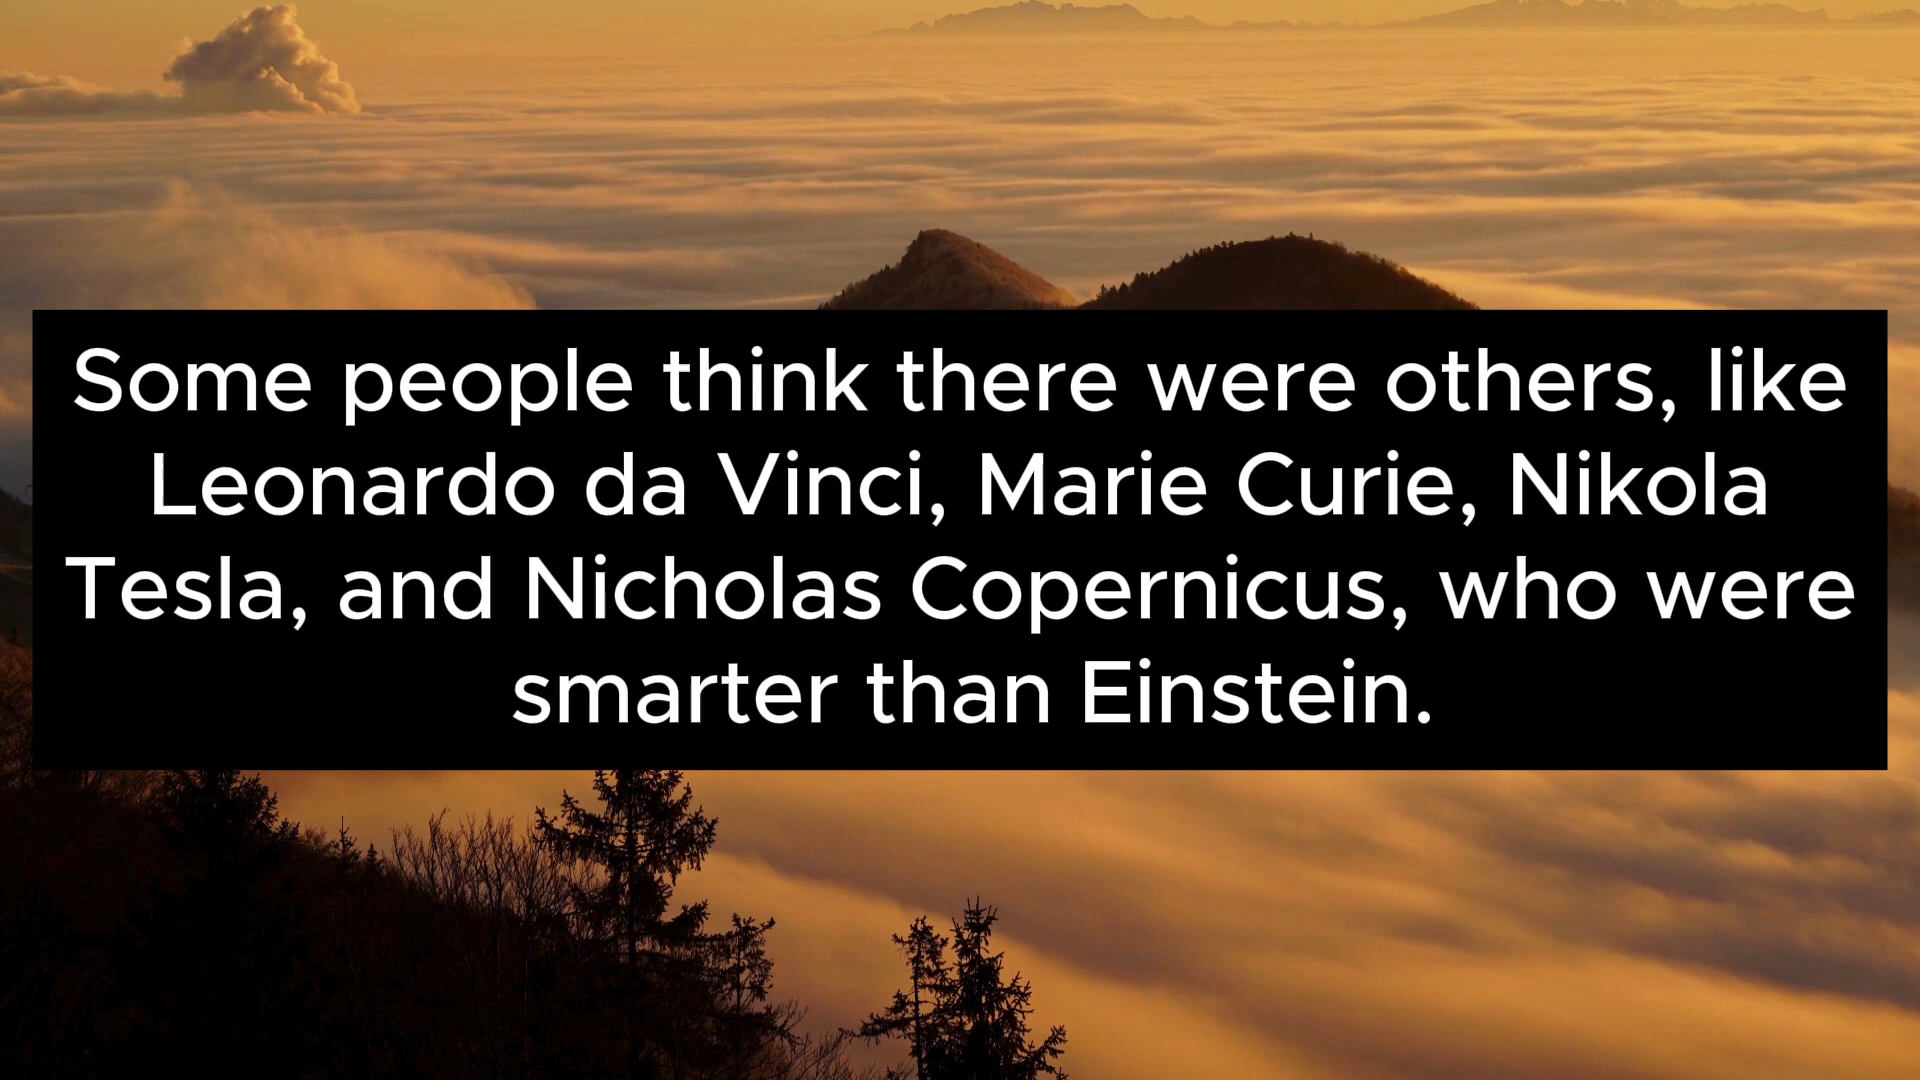 Some people think there were others, like
Leonardo da Vinci, Marie Curie, Nikola
Tesla, and Nicholas Copernicus, who were
smarter than Einstein.